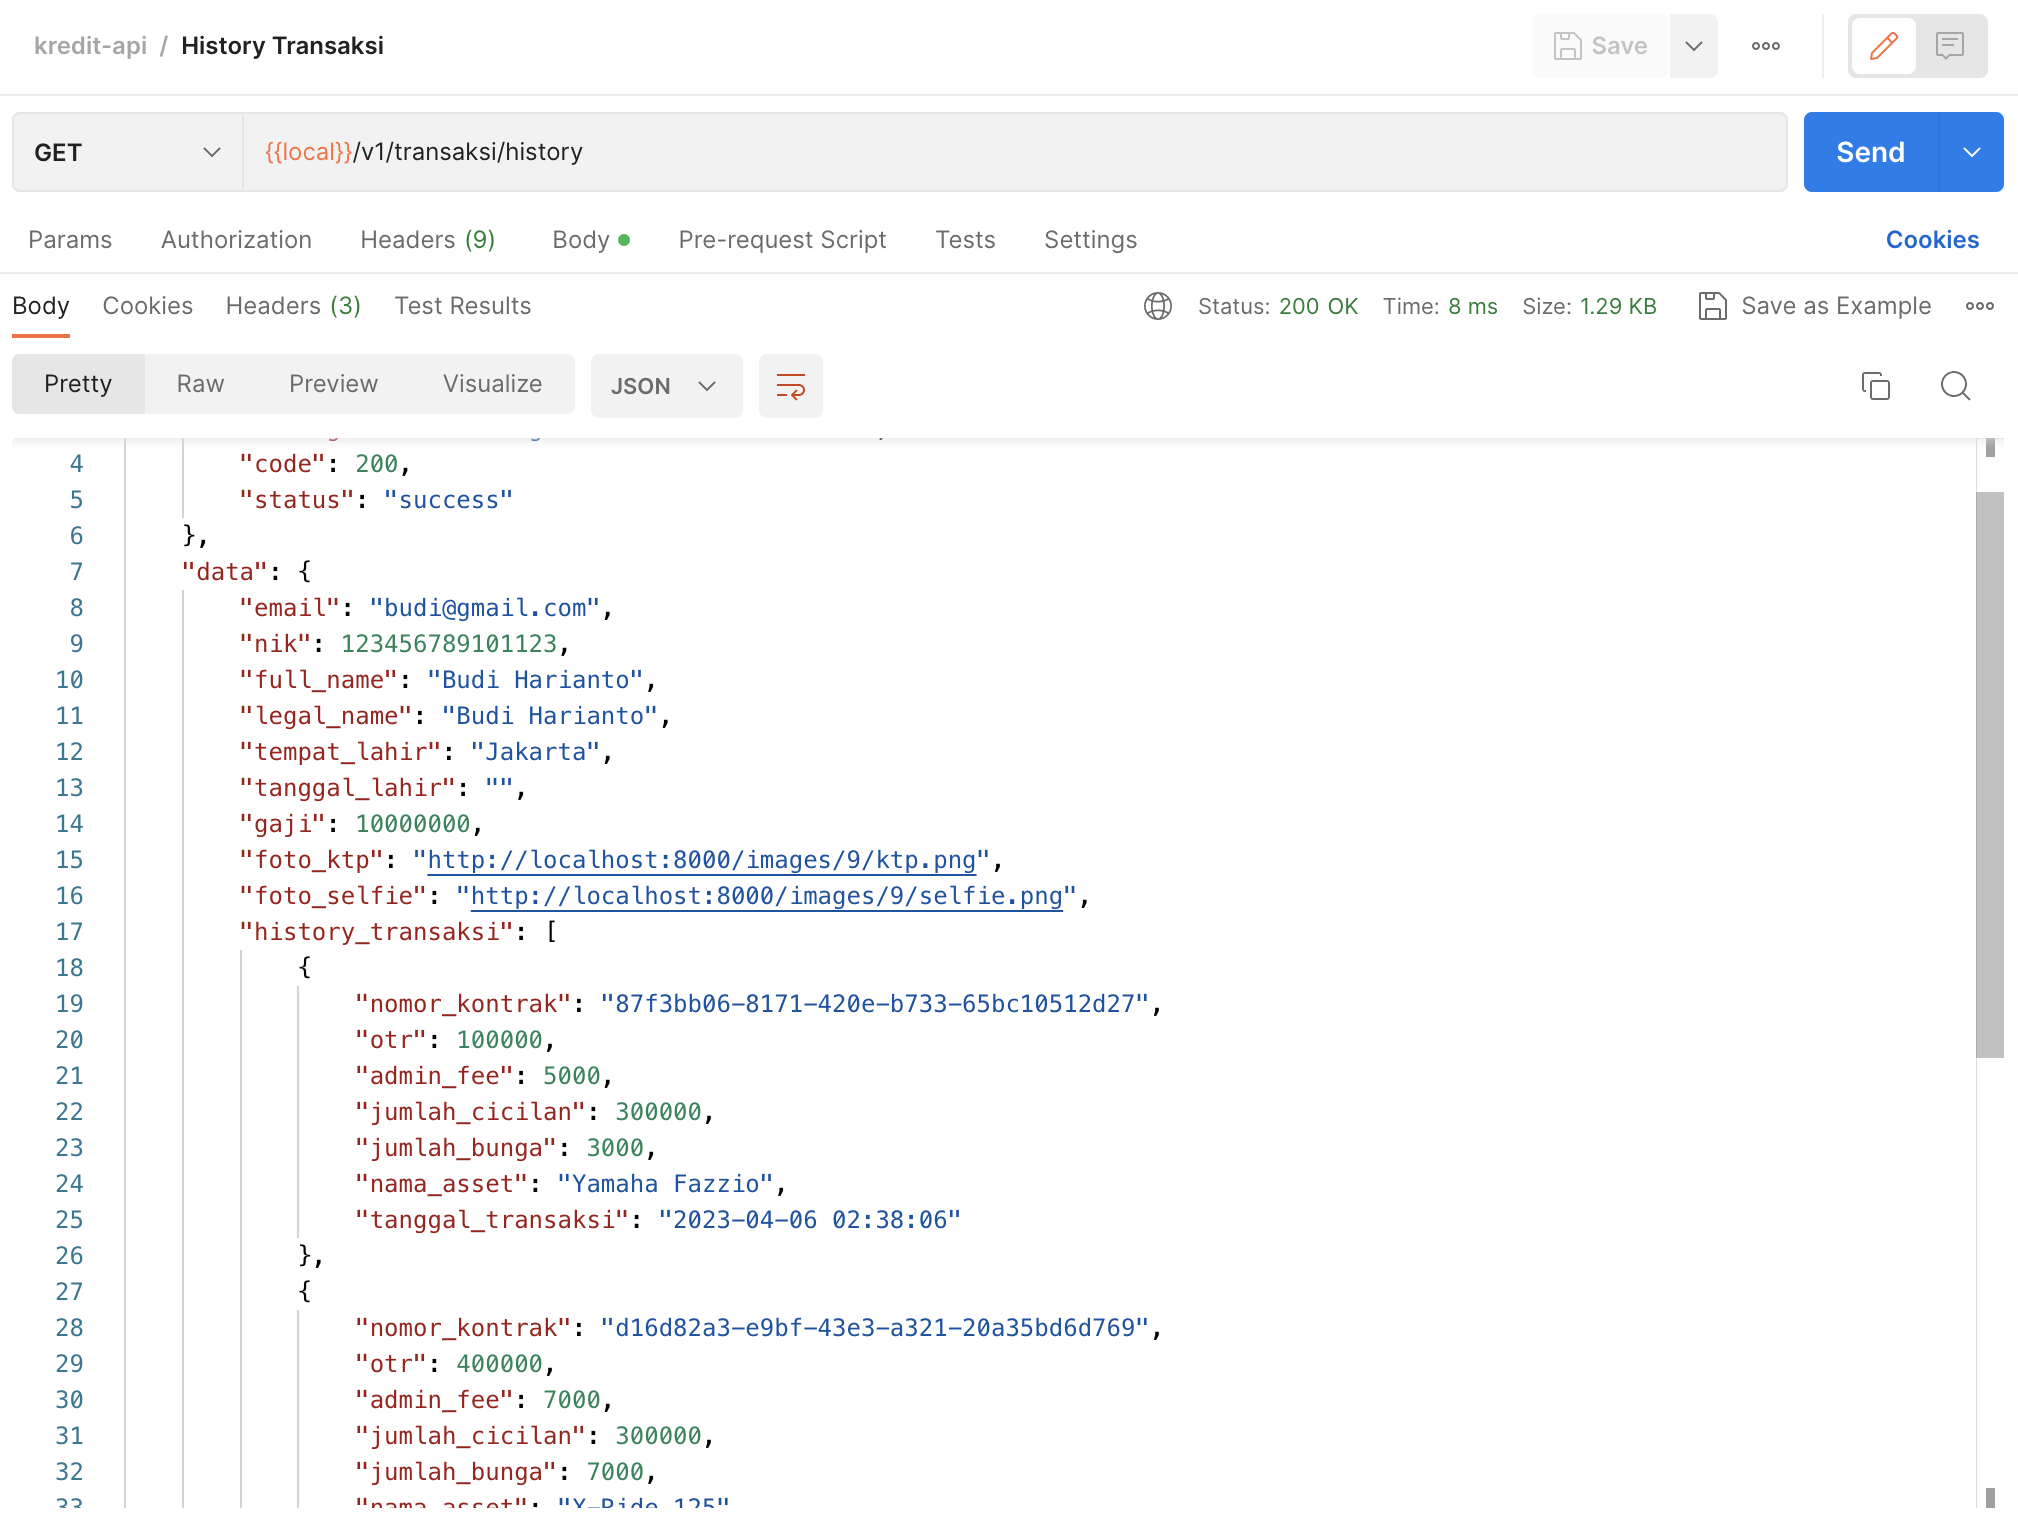 kredit-api / History Transaksi
Save
GET
{{local}}/v1/transaksi/history
Send
Params Authorization Headers (9) Body Pre-request Script Tests Settings Cookies
Body Cookies Headers (3) Test Results Status: 200 OK Time: 8 ms Size: 1.29 KB Save as Example
Pretty Raw Preview Visualize JSON
4 "code": 200,
5 "status": "success"
6 },
7 "data": {
8 "email": "budi@gmail.com",
9 "nik": 123456789101123,
10 "full_name": "Budi Harianto",
11 "legal_name": "Budi Harianto",
12 "tempat_lahir": "Jakarta",
13 "tanggal_lahir": "",
14 "gaji": 10000000,
15 "foto_ktp": "http://localhost:8000/images/9/ktp.png",
16 "foto_selfie": "http://localhost:8000/images/9/selfie.png",
17 "history_transaksi": [
18 {
19 "nomor_kontrak": "87f3bb06-8171-420e-b733-65bc10512d27",
20 "otr": 100000,
21 "admin_fee": 5000,
22 "jumlah_cicilan": 300000,
23 "jumlah_bunga": 3000,
24 "nama_asset": "Yamaha Fazzio",
25 "tanggal_transaksi": "2023-04-06 02:38:06"
26 },
27 {
28 "nomor_kontrak": "d16d82a3-e9bf-43e3-a321-20a35bd6d769",
29 "otr": 400000,
30 "admin_fee": 7000,
31 "jumlah_cicilan": 300000,
32 "jumlah_bunga": 7000,
33 "nama_asset": "X-Ride 125"